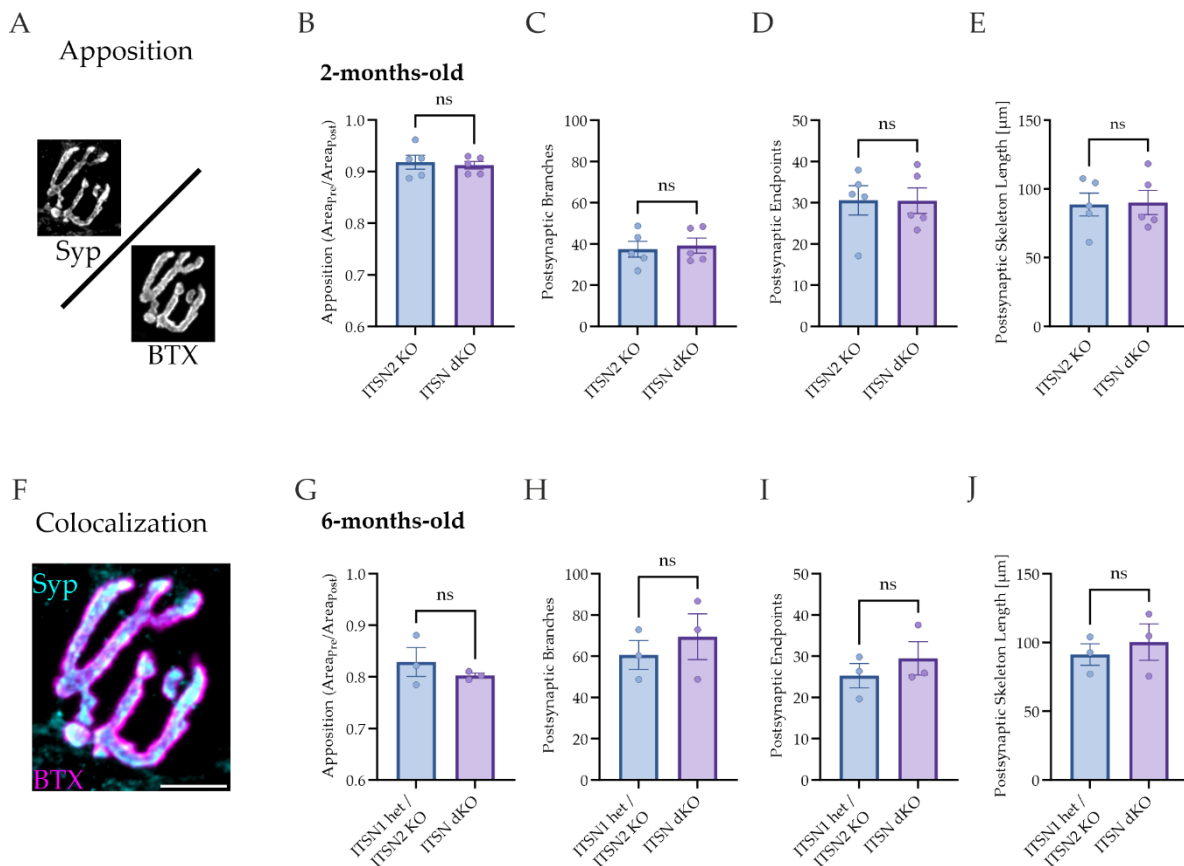 A
Apposition
Syp
BTX
B
2-months-old
ns
Apposition (AreaPre/AreaPost)
1.0
0.9
0.8
0.7
0.6
ITSN2 KO
ITSN dKO
C
ns
Postsynaptic Branches
100
80
60
40
20
0
ITSN2 KO
ITSN dKO
D
ns
Postsynaptic Endpoints
50
40
30
20
10
0
ITSN2 KO
ITSN dKO
E
ns
Postsynaptic Skeleton Length [µm]
150
100
50
0
ITSN2 KO
ITSN dKO
F
Colocalization
Syp
BTX
G
6-months-old
ns
Apposition (AreaPre/AreaPost)
1.0
0.9
0.8
0.7
0.6
ITSN1 het /
ITSN2 KO
ITSN dKO
H
ns
Postsynaptic Branches
100
80
60
40
20
0
ITSN1 het /
ITSN2 KO
ITSN dKO
I
ns
Postsynaptic Endpoints
50
40
30
20
10
0
ITSN1 het /
ITSN2 KO
ITSN dKO
J
ns
Postsynaptic Skeleton Length [µm]
150
100
50
0
ITSN1 het /
ITSN2 KO
ITSN dKO